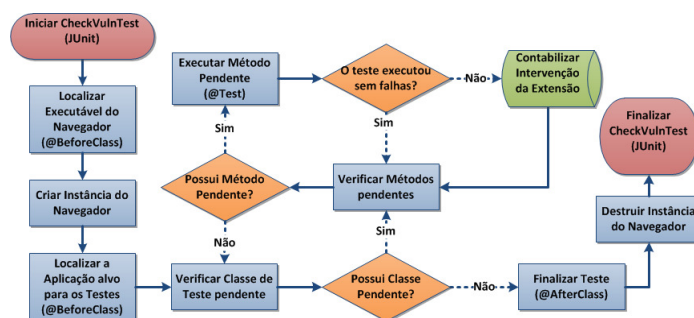 Iniciar CheckVulnTest
(JUnit)
Localizar
Executável do
Navegador
(@BeforeClass)
Criar Instância do
Navegador
Localizar a
Aplicação alvo
para os Testes
(@BeforeClass)
Executar Método
Pendente
(@Test)
O teste executou
sem falhas?
Não
Contabilizar
Intervenção
da Extensão
Sim
Sim
Possui Método
Pendente?
Verificar Métodos
pendentes
Não
Sim
Verificar Classe de
Teste pendente
Possui Classe
Pendente?
Não
Finalizar Teste
(@AfterClass)
Destruir Instância
do Navegador
Finalizar
CheckVulnTest
(JUnit)